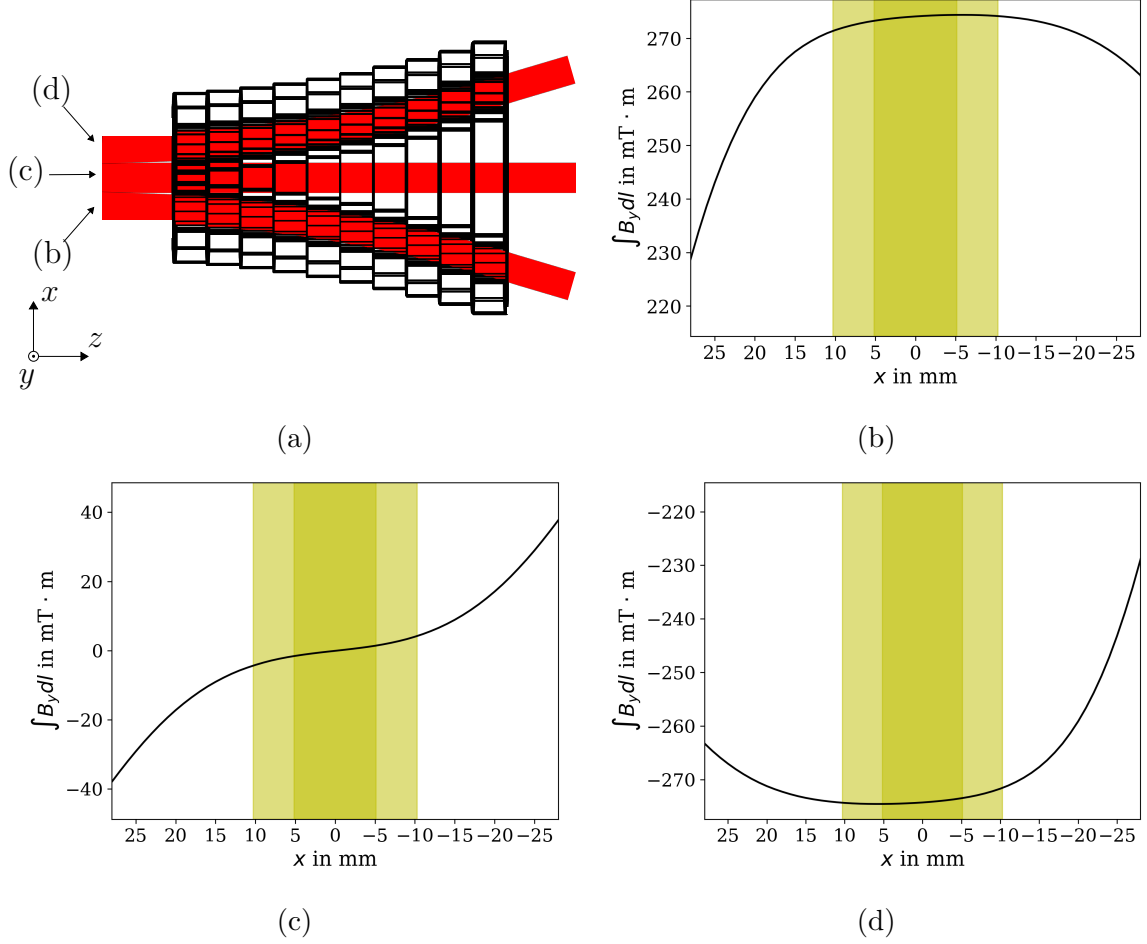 (d)
(c)
(b)
x
z
y
(a)
270
260
250
240
230
220
∫B_y dl in mT · m
25 20 15 10 5 0 −5 −10 −15 −20 −25
x in mm
(b)
40
20
0
−20
−40
∫B_y dl in mT · m
25 20 15 10 5 0 −5 −10 −15 −20 −25
x in mm
(c)
−220
−230
−240
−250
−260
−270
∫B_y dl in mT · m
25 20 15 10 5 0 −5 −10 −15 −20 −25
x in mm
(d)